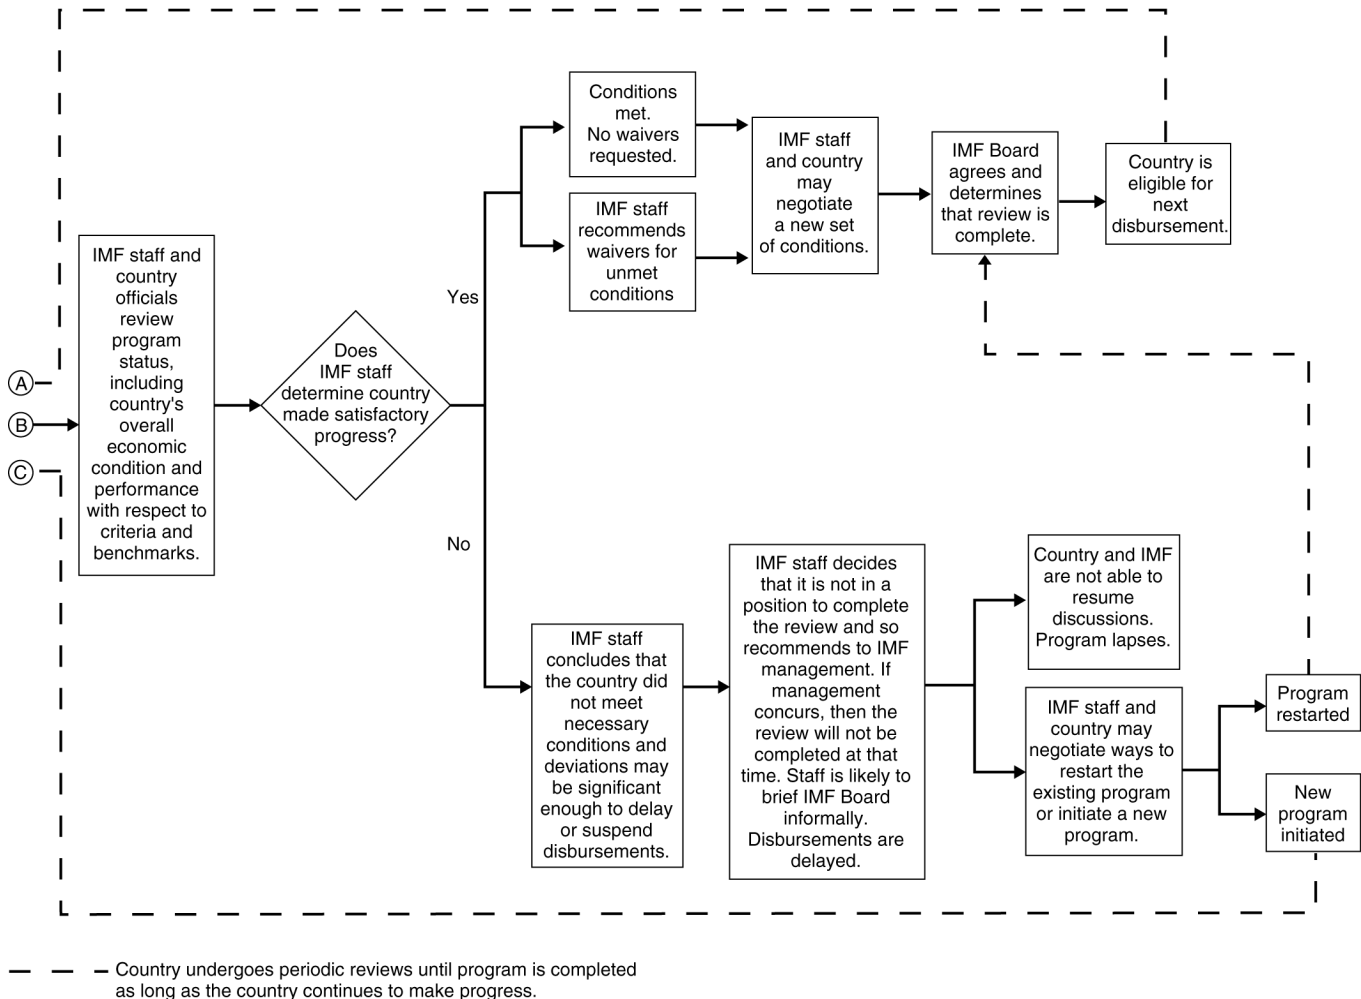 A
B
C
IMF staff and
country
officials
review
program
status,
including
country's
overall
economic
condition and
performance
with respect to
criteria and
benchmarks.
Does
IMF staff
determine country
made satisfactory
progress?
Yes
No
Conditions
met.
No waivers
requested.
IMF staff
recommends
waivers for
unmet
conditions
IMF staff
and country
may
negotiate
a new set
of conditions.
IMF Board
agrees and
determines
that review is
complete.
Country is
eligible for
next
disbursement.
IMF staff
concludes that
the country did
not meet
necessary
conditions and
deviations may
be significant
enough to delay
or suspend
disbursements.
IMF staff decides
that it is not in a
position to complete
the review and so
recommends to IMF
management. If
management
concurs, then the
review will not be
completed at that
time. Staff is likely to
brief IMF Board
informally.
Disbursements are
delayed.
Country and IMF
are not able to
resume
discussions.
Program lapses.
IMF staff and
country may
negotiate ways to
restart the
existing program
or initiate a new
program.
Program
restarted
New
program
initiated
Country undergoes periodic reviews until program is completed
as long as the country continues to make progress.